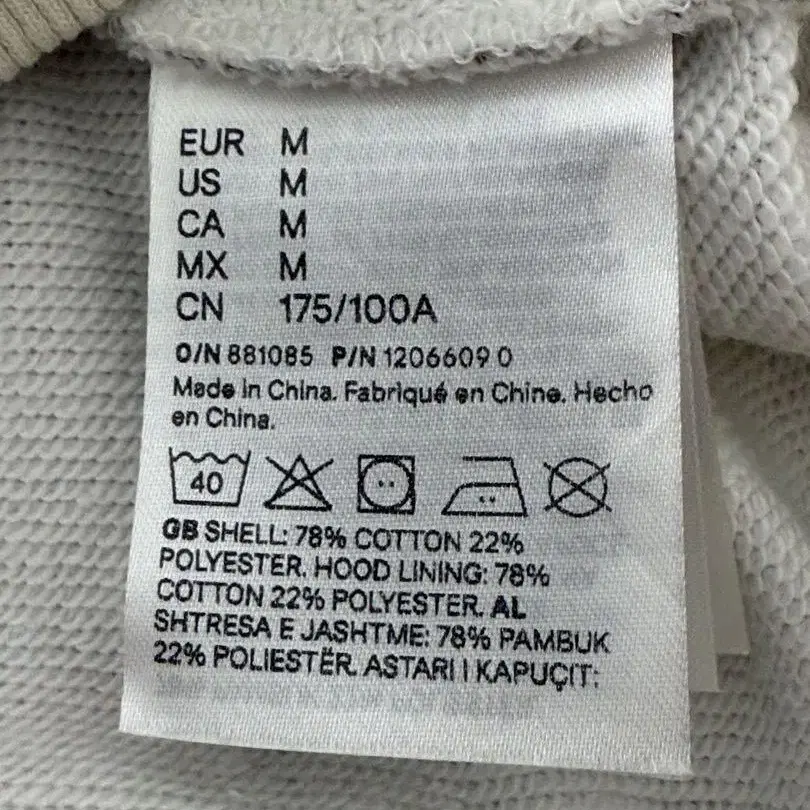 EUR M
US M
CA M
MX M
CN 175/100A
O/N 881085 P/N 1206609 0
Made in China. Fabriqué en Chine. Hecho
en China.
40
GB SHELL: 78% COTTON 22%
POLYESTER. HOOD LINING: 78%
COTTON 22% POLYESTER. AL
SHTRESA E JASHTME: 78% PAMBUK
22% POLIESTËR. ASTARI I KAPUÇIT: